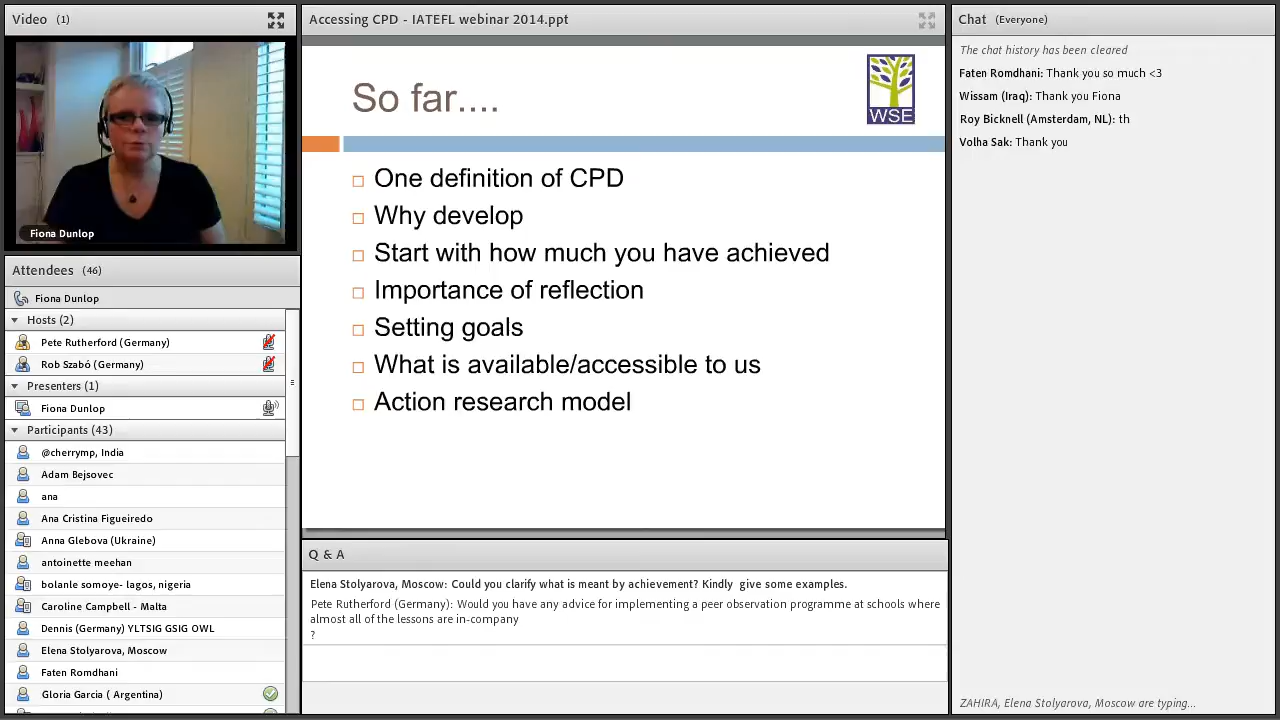 Video (1)
Fiona Dunlop
Attendees (46)
Fiona Dunlop
Hosts (2)
Pete Rutherford (Germany)
Rob Szabó (Germany)
Presenters (1)
Fiona Dunlop
Participants (43)
@cherrymp, India
Adam Bejsovec
ana
Ana Cristina Figueiredo
Anna Glebova (Ukraine)
antoinette meehan
bolanle somoye- lagos, nigeria
Caroline Campbell - Malta
Dennis (Germany) YLTSIG GSIG OWL
Elena Stolyarova, Moscow
Faten Romdhani
Gloria Garcia ( Argentina)
Accessing CPD - IATEFL webinar 2014.ppt
So far....
WSE
One definition of CPD
Why develop
Start with how much you have achieved
Importance of reflection
Setting goals
What is available/accessible to us
Action research model
Q & A
Elena Stolyarova, Moscow: Could you clarify what is meant by achievement? Kindly give some examples.
Pete Rutherford (Germany): Would you have any advice for implementing a peer observation programme at schools where
almost all of the lessons are in-company
?
Chat (Everyone)
The chat history has been cleared
Faten Romdhani: Thank you so much <3
Wissam (Iraq): Thank you Fiona
Roy Bicknell (Amsterdam, NL): th
Volha Sak: Thank you
ZAHIRA, Elena Stolyarova, Moscow are typing...